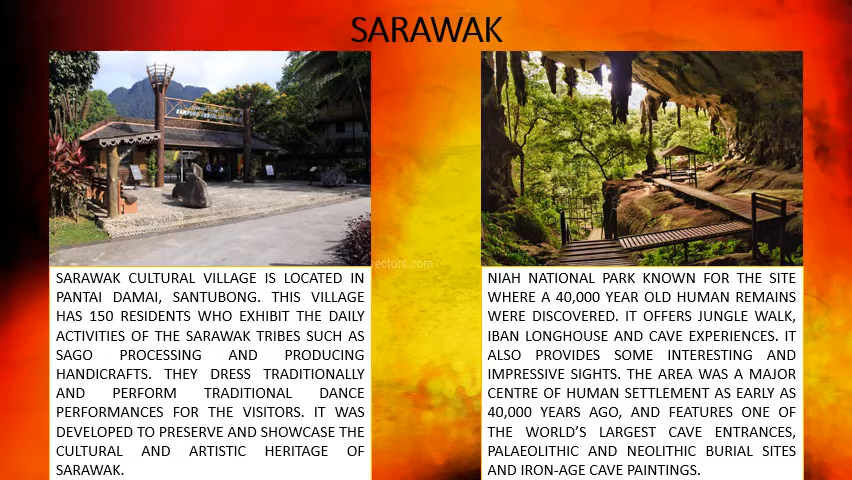 SARAWAK
SARAWAK CULTURAL VILLAGE IS LOCATED IN
PANTAI DAMAI, SANTUBONG. THIS VILLAGE
HAS 150 RESIDENTS WHO EXHIBIT THE DAILY
ACTIVITIES OF THE SARAWAK TRIBES SUCH AS
SAGO PROCESSING AND PRODUCING
HANDICRAFTS. THEY DRESS TRADITIONALLY
AND PERFORM TRADITIONAL DANCE
PERFORMANCES FOR THE VISITORS. IT WAS
DEVELOPED TO PRESERVE AND SHOWCASE THE
CULTURAL AND ARTISTIC HERITAGE OF
SARAWAK.
vectors.com
NIAH NATIONAL PARK KNOWN FOR THE SITE
WHERE A 40,000 YEAR OLD HUMAN REMAINS
WERE DISCOVERED. IT OFFERS JUNGLE WALK,
IBAN LONGHOUSE AND CAVE EXPERIENCES. IT
ALSO PROVIDES SOME INTERESTING AND
IMPRESSIVE SIGHTS. THE AREA WAS A MAJOR
CENTRE OF HUMAN SETTLEMENT AS EARLY AS
40,000 YEARS AGO, AND FEATURES ONE OF
THE WORLD’S LARGEST CAVE ENTRANCES,
PALAEOLITHIC AND NEOLITHIC BURIAL SITES
AND IRON-AGE CAVE PAINTINGS.